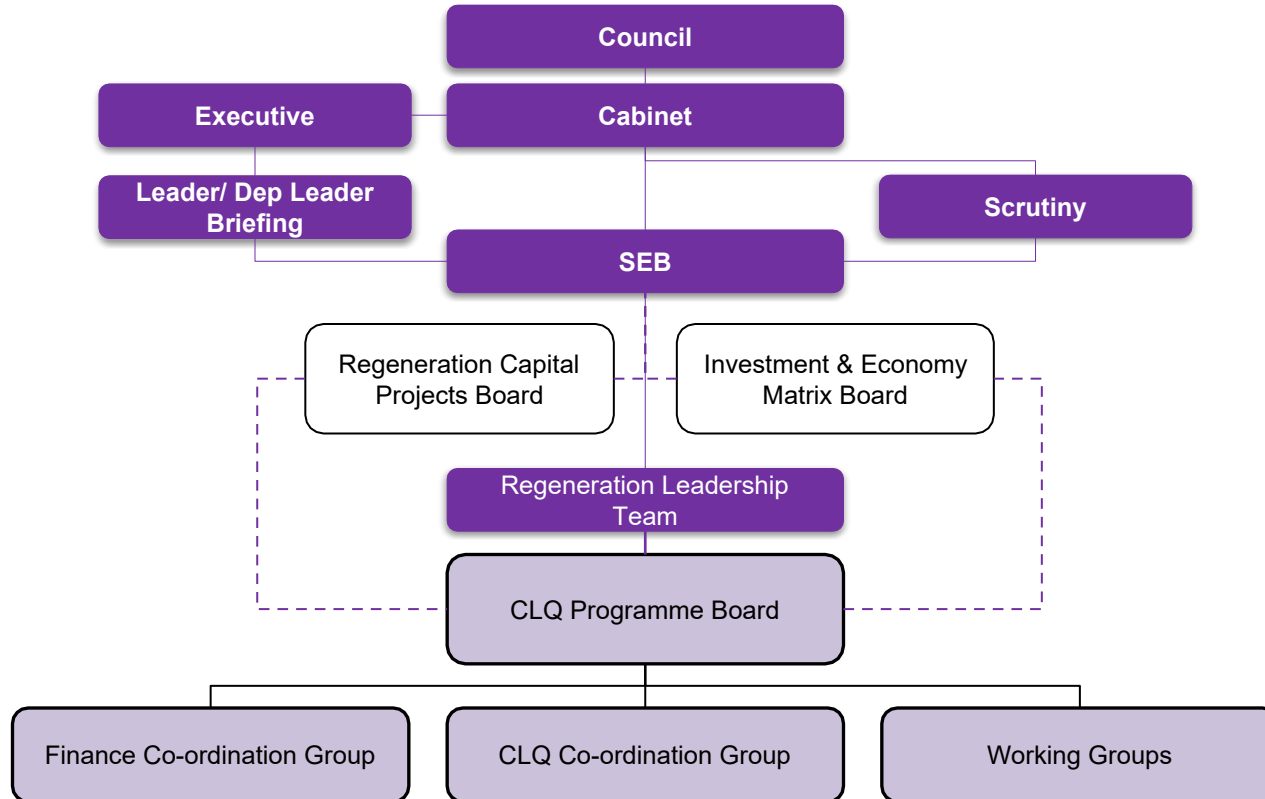 Council
Executive
Cabinet
Leader/ Dep Leader
Briefing
Scrutiny
SEB
Regeneration Capital
Projects Board
Investment & Economy
Matrix Board
Regeneration Leadership
Team
CLQ Programme Board
Finance Co-ordination Group
CLQ Co-ordination Group
Working Groups